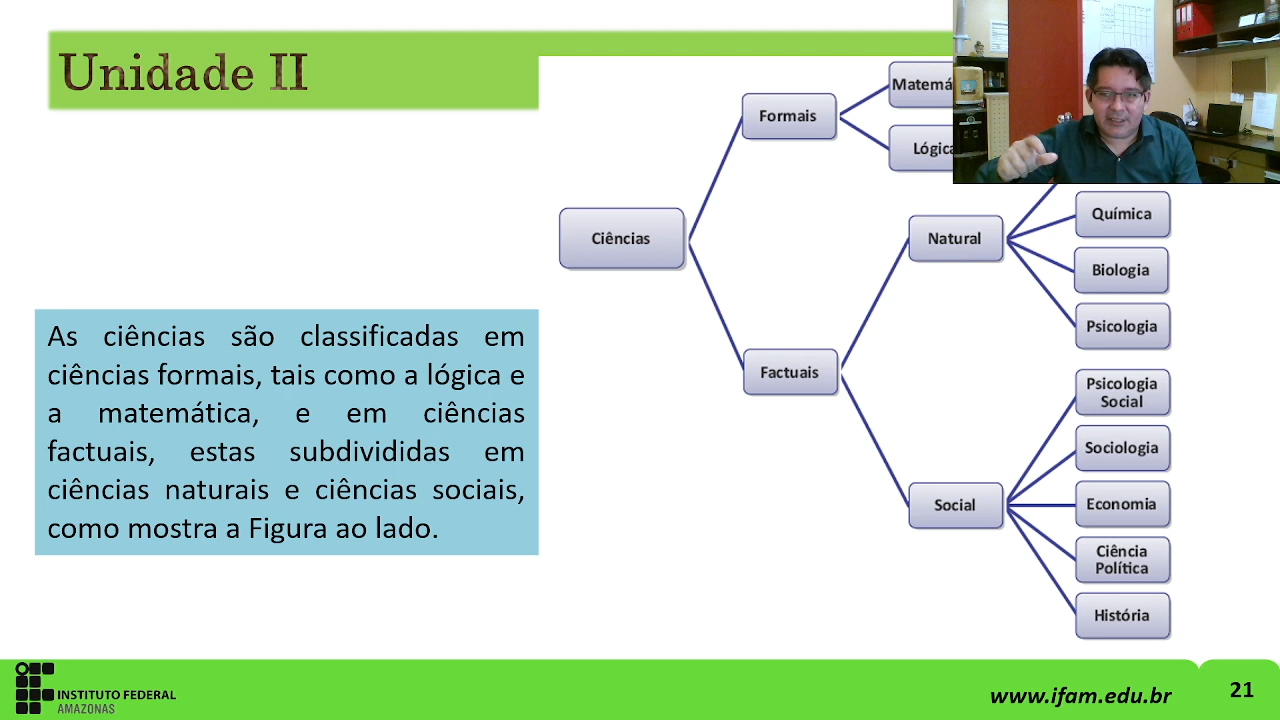 Unidade II
Formais
Ciências
Natural
Química
Biologia
Psicologia
Factuais
Psicologia
Social
Sociologia
Social
Economia
Ciência
Política
História
As ciências são classificadas em
ciências formais, tais como a lógica e
a matemática, e em ciências
factuais, estas subdivididas em
ciências naturais e ciências sociais,
como mostra a Figura ao lado.
INSTITUTO FEDERAL
AMAZONAS
www.ifam.edu.br
21